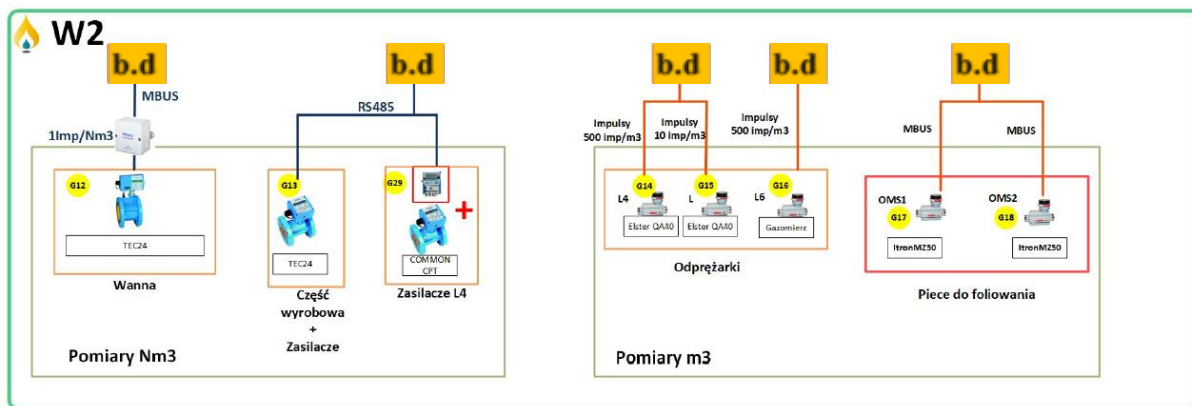 W2
b.d
b.d
b.d
b.d
b.d
MBUS
RS485
1Imp/Nm3
Impulsy
500 imp/m3
Impulsy
10 imp/m3
Impulsy
500 imp/m3
MBUS
MBUS
G12
TEC24
Wanna
G13
TEC24
Część
wyrobowa
+
Zasilacze
G29
+
COMMON
CPT
Zasilacze L4
Pomiary Nm3
L4
G14
Elster QA40
L
G15
Elster QA40
L6
G16
Gazomierz
Odprężarki
OMS1
G17
ItronMZ50
OMS2
G18
ItronMZ50
Piece do foliowania
Pomiary m3